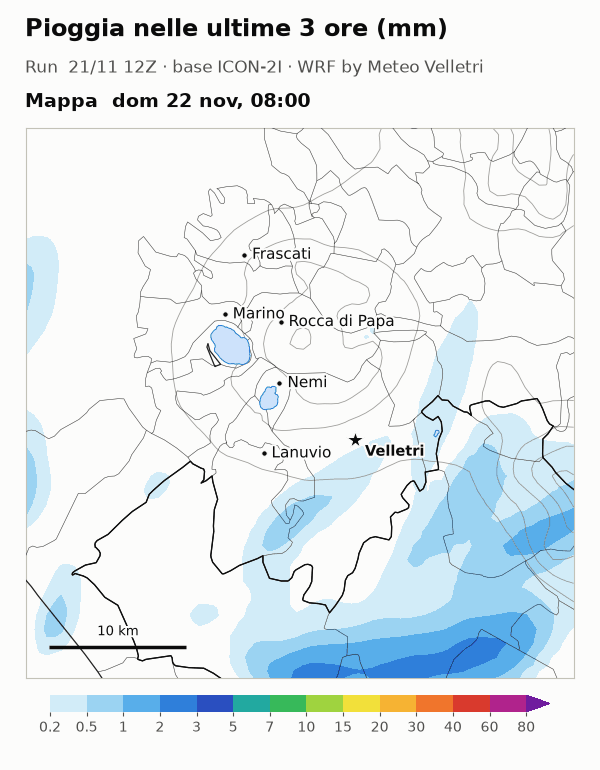 Pioggia nelle ultime 3 ore (mm)
Run  21/11 12Z · base ICON-2I · WRF by Meteo Velletri
Mappa  dom 22 nov, 08:00
Frascati
Marino
Rocca di Papa
Nemi
Velletri
Lanuvio
10 km
0.2 0.5 1 2 3 5 7 10 15 20 30 40 60 80